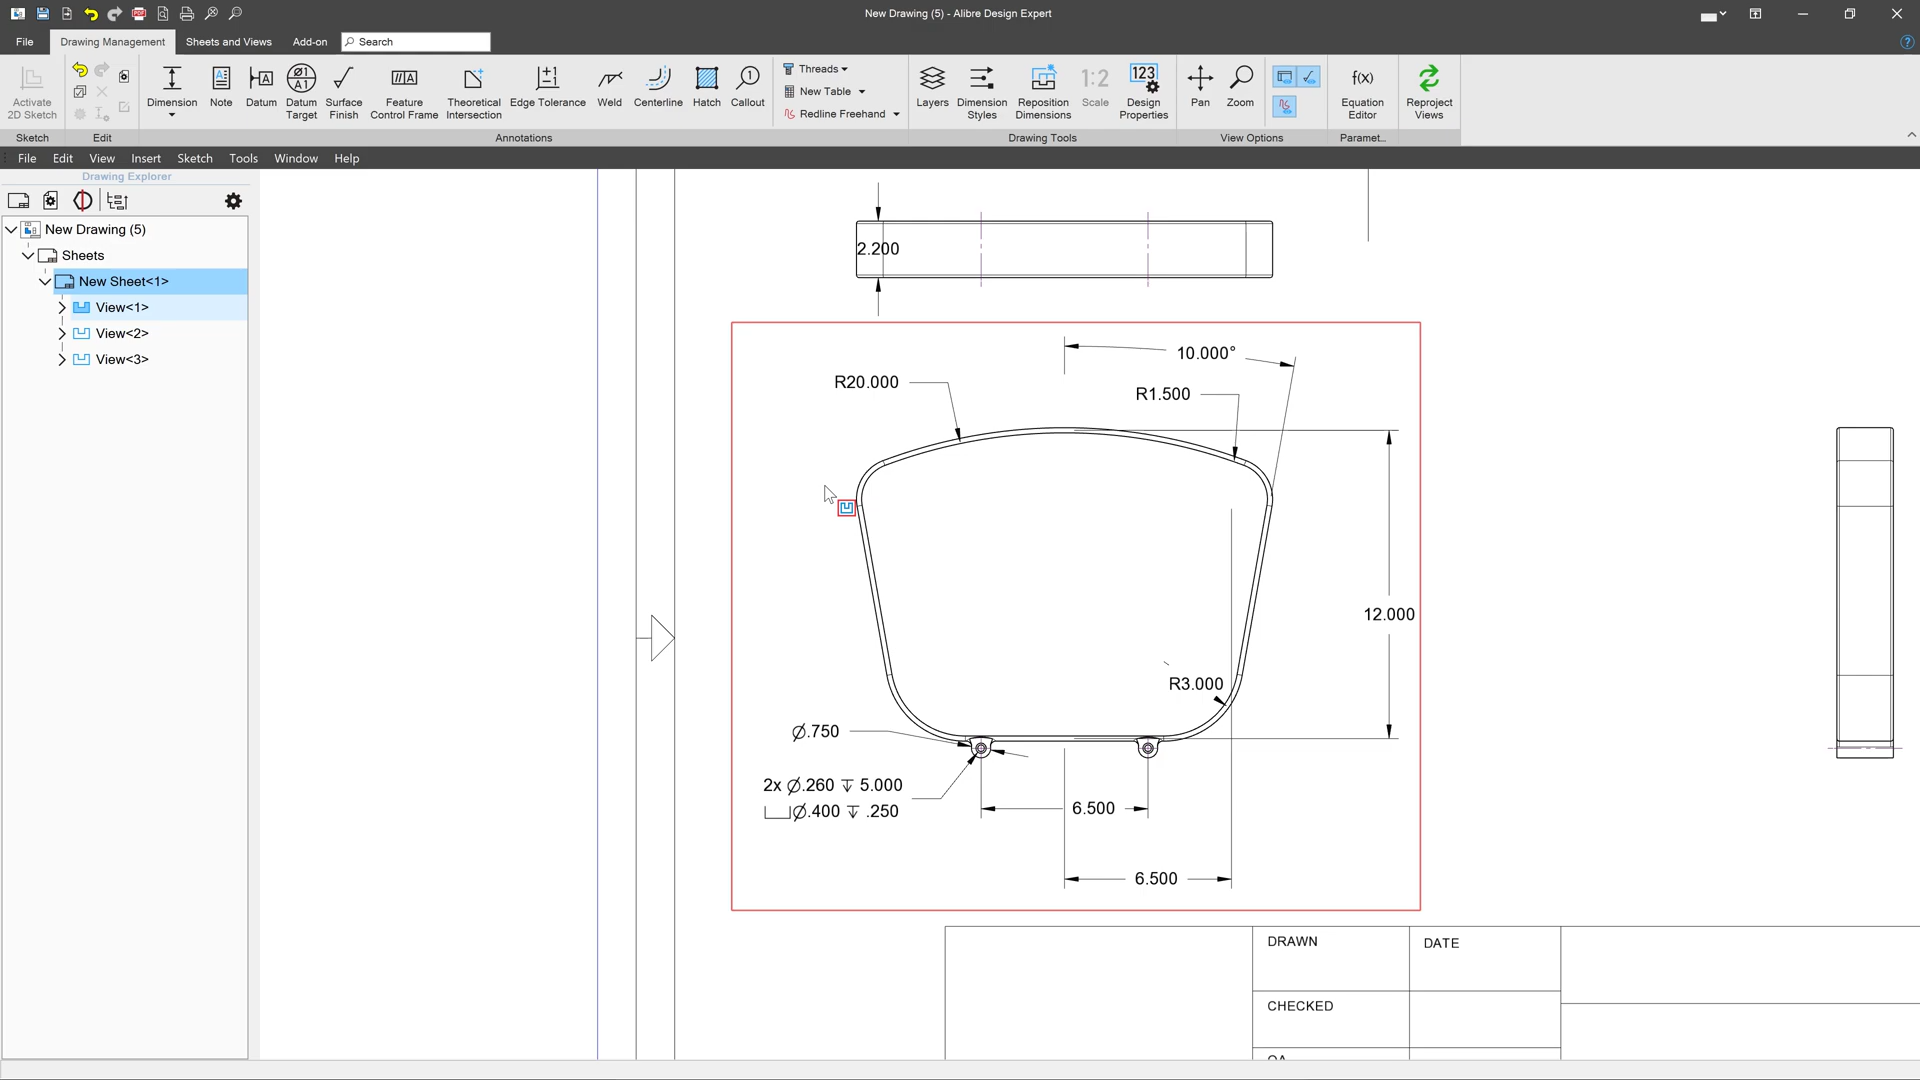 New Drawing (5) - Alibre Design Expert
File
Drawing Management
Sheets and Views
Add-on
Search
Activate
2D Sketch
Sketch
Edit
Dimension
Note
Datum
Datum
Target
Surface
Finish
Feature
Control Frame
Theoretical
Intersection
Edge Tolerance
Weld
Centerline
Hatch
Callout
Threads
New Table
Redline Freehand
Annotations
Layers
Dimension
Styles
Reposition
Dimensions
1:2
Scale
123
Design
Properties
Drawing Tools
Pan
Zoom
View Options
f(x)
Equation
Editor
Paramet...
Reproject
Views
File Edit View Insert Sketch Tools Window Help
Drawing Explorer
New Drawing (5)
Sheets
New Sheet<1>
View<1>
View<2>
View<3>
2.200
10.000°
R20.000
R1.500
12.000
R3.000
∅.750
2x ∅.260 ↧ 5.000
⌴∅.400 ↧ .250
6.500
6.500
DRAWN
DATE
CHECKED